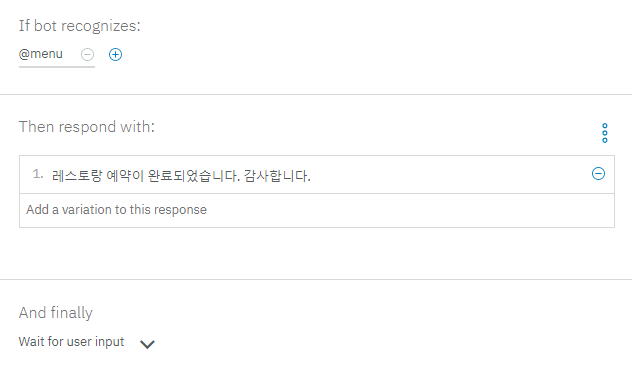 If bot recognizes:
@menu
Then respond with:
1. 레스토랑 예약이 완료되었습니다. 감사합니다.
Add a variation to this response
And finally
Wait for user input